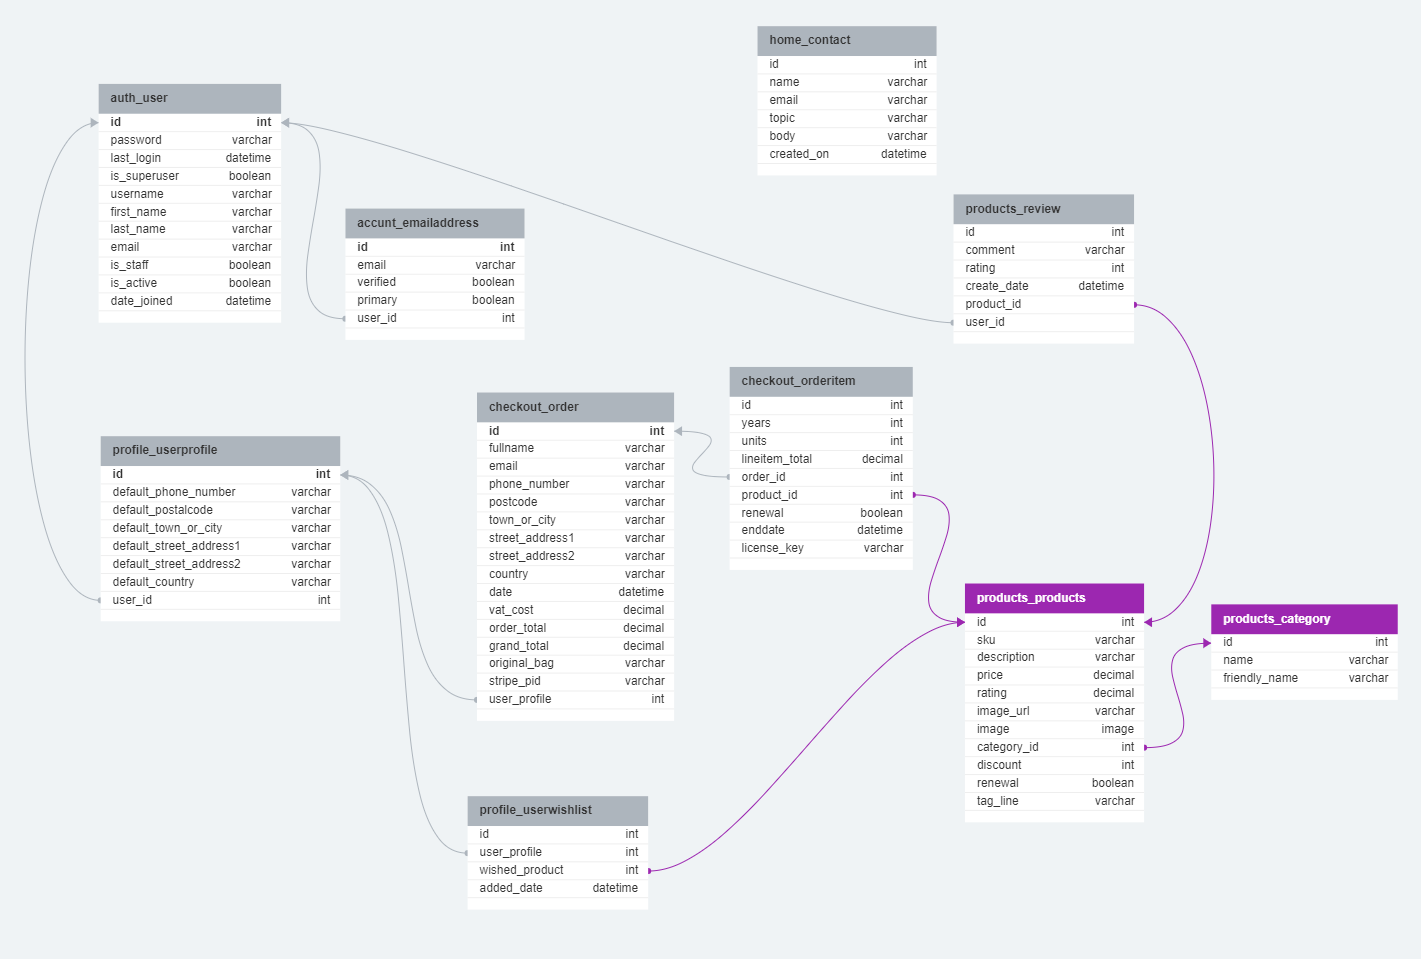 home_contact
id int
name varchar
email varchar
topic varchar
body varchar
created_on datetime
auth_user
id int
password varchar
last_login datetime
is_superuser boolean
username varchar
first_name varchar
last_name varchar
email varchar
is_staff boolean
is_active boolean
date_joined datetime
accunt_emailaddress
id int
email varchar
verified boolean
primary boolean
user_id int
products_review
id int
comment varchar
rating int
create_date datetime
product_id
user_id
checkout_orderitem
id int
years int
units int
lineitem_total decimal
order_id int
product_id int
renewal boolean
enddate datetime
license_key varchar
checkout_order
id int
fullname varchar
email varchar
phone_number varchar
postcode varchar
town_or_city varchar
street_address1 varchar
street_address2 varchar
country varchar
date datetime
vat_cost decimal
order_total decimal
grand_total decimal
original_bag varchar
stripe_pid varchar
user_profile int
profile_userprofile
id int
default_phone_number varchar
default_postalcode varchar
default_town_or_city varchar
default_street_address1 varchar
default_street_address2 varchar
default_country varchar
user_id int
products_products
id int
sku varchar
description varchar
price decimal
rating decimal
image_url varchar
image image
category_id int
discount int
renewal boolean
tag_line varchar
products_category
id int
name varchar
friendly_name varchar
profile_userwishlist
id int
user_profile int
wished_product int
added_date datetime